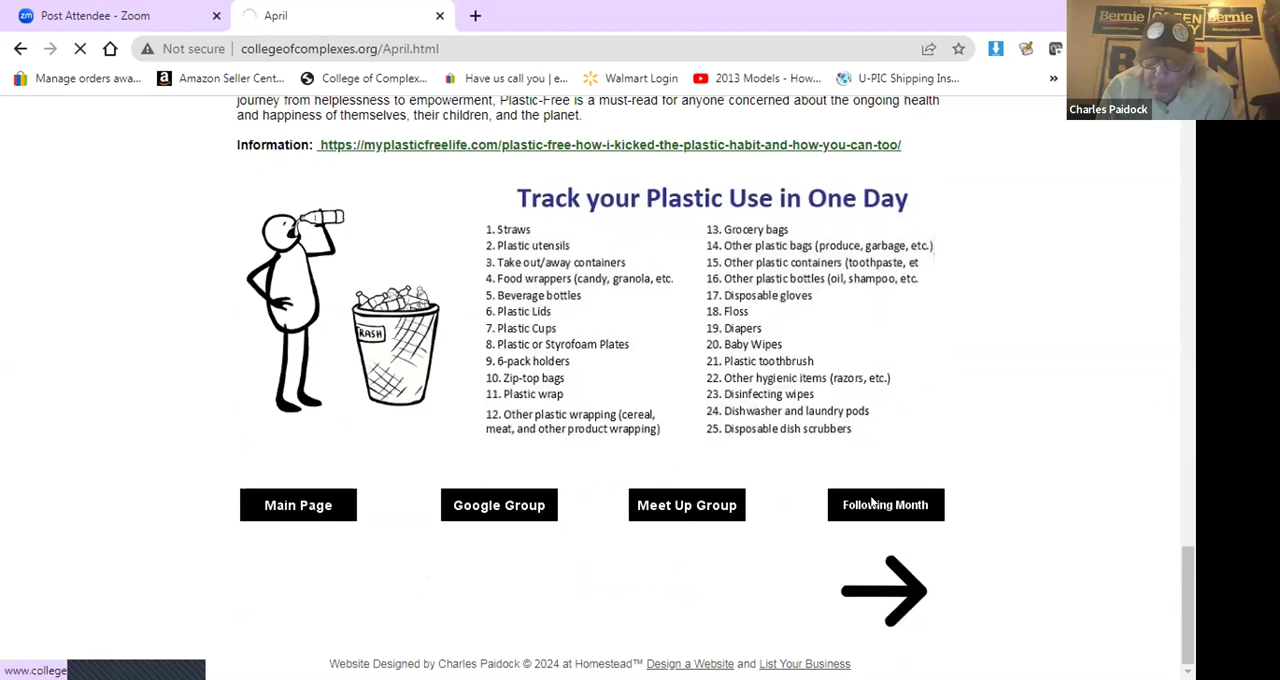 Post Attendee - Zoom
April
Not secure
collegeofcomplexes.org/April.html
Manage orders awa...
Amazon Seller Cent...
College of Complex...
Have us call you | e...
Walmart Login
2013 Models - How...
U-PIC Shipping Ins...
»
Bernie
Bernie
Charles Paidock
journey from helplessness to empowerment, Plastic-Free is a must-read for anyone concerned about the ongoing health
and happiness of themselves, their children, and the planet.
Information: https://myplasticfreelife.com/plastic-free-how-i-kicked-the-plastic-habit-and-how-you-can-too/
Track your Plastic Use in One Day
1. Straws
2. Plastic utensils
3. Take out/away containers
4. Food wrappers (candy, granola, etc.
5. Beverage bottles
6. Plastic Lids
7. Plastic Cups
8. Plastic or Styrofoam Plates
9. 6-pack holders
10. Zip-top bags
11. Plastic wrap
12. Other plastic wrapping (cereal,
meat, and other product wrapping)
13. Grocery bags
14. Other plastic bags (produce, garbage, etc.)
15. Other plastic containers (toothpaste, et
16. Other plastic bottles (oil, shampoo, etc.
17. Disposable gloves
18. Floss
19. Diapers
20. Baby Wipes
21. Plastic toothbrush
22. Other hygienic items (razors, etc.)
23. Disinfecting wipes
24. Dishwasher and laundry pods
25. Disposable dish scrubbers
RASH
Main Page
Google Group
Meet Up Group
Following Month
Website Designed by Charles Paidock © 2024 at Homestead™ Design a Website and List Your Business
www.college